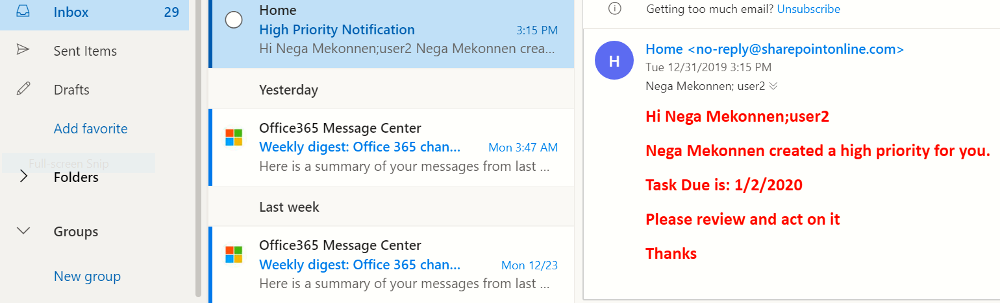 Inbox 29
Sent Items
Drafts
Add favorite
Full-screen Snip
Folders
Groups
New group
Home
High Priority Notification 3:15 PM
Hi Nega Mekonnen;user2 Nega Mekonnen crea...
Yesterday
Office365 Message Center
Weekly digest: Office 365 chan... Mon 3:47 AM
Here is a summary of your messages from last ...
Last week
Office365 Message Center
Weekly digest: Office 365 chan... Mon 12/23
Here is a summary of your messages from last ...
Getting too much email? Unsubscribe
H
Home <no-reply@sharepointonline.com>
Tue 12/31/2019 3:15 PM
Nega Mekonnen; user2
Hi Nega Mekonnen;user2
Nega Mekonnen created a high priority for you.
Task Due is: 1/2/2020
Please review and act on it
Thanks